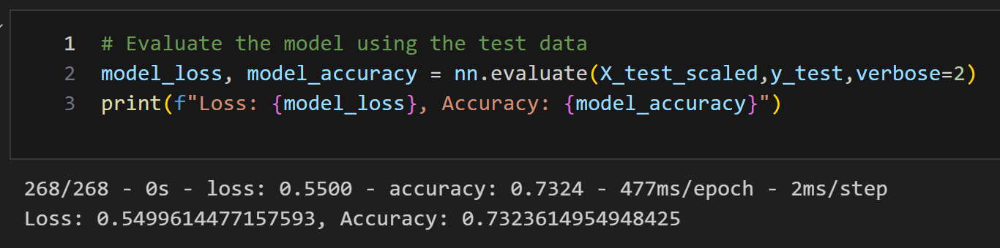 1 # Evaluate the model using the test data
2 model_loss, model_accuracy = nn.evaluate(X_test_scaled,y_test,verbose=2)
3 print(f"Loss: {model_loss}, Accuracy: {model_accuracy}")
268/268 - 0s - loss: 0.5500 - accuracy: 0.7324 - 477ms/epoch - 2ms/step
Loss: 0.5499614477157593, Accuracy: 0.7323614954948425